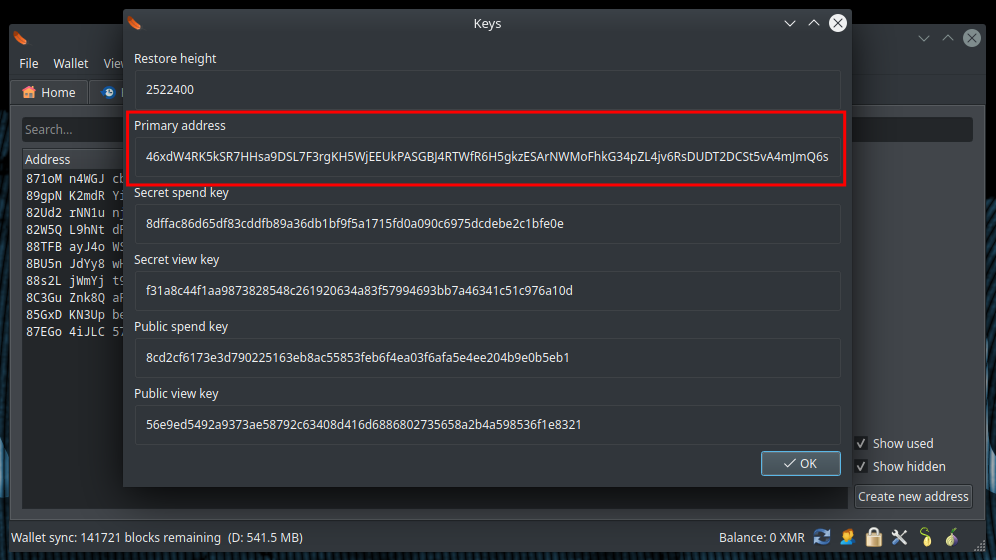 Keys
File Wallet Vie
Home
Search...
Address
871oM n4WGJ cb
89gpN K2mdR Yi
82Ud2 rNN1u nj
82W5Q L9hNt dF
88TFB ayJ4o WS
8BU5n JdYy8 wH
88s2L jWmYj t9
8C3Gu Znk8Q aR
85GxD KN3Up be
87EGo 4iJLC 57
Restore height
2522400
Primary address
46xdW4RK5kSR7HHsa9DSL7F3rgKH5WjEEUkPASGBJ4RTWfR6H5gkzESArNWMoFhkG34pZL4jv6RsDUDT2DCSt5vA4mJmQ6s
Secret spend key
8dffac86d65df83cddfb89a36db1bf9f5a1715fd0a090c6975dcdebe2c1bfe0e
Secret view key
f31a8c44f1aa9873828548c261920634a83f57994693bb7a46341c51c976a10d
Public spend key
8cd2cf6173e3d790225163eb8ac55853feb6f4ea03f6afa5e4ee204b9e0b5eb1
Public view key
56e9ed5492a9373ae58792c63408d416d6886802735658a2b4a598536f1e8321
OK
Show used
Show hidden
Create new address
Wallet sync: 141721 blocks remaining (D: 541.5 MB)
Balance: 0 XMR